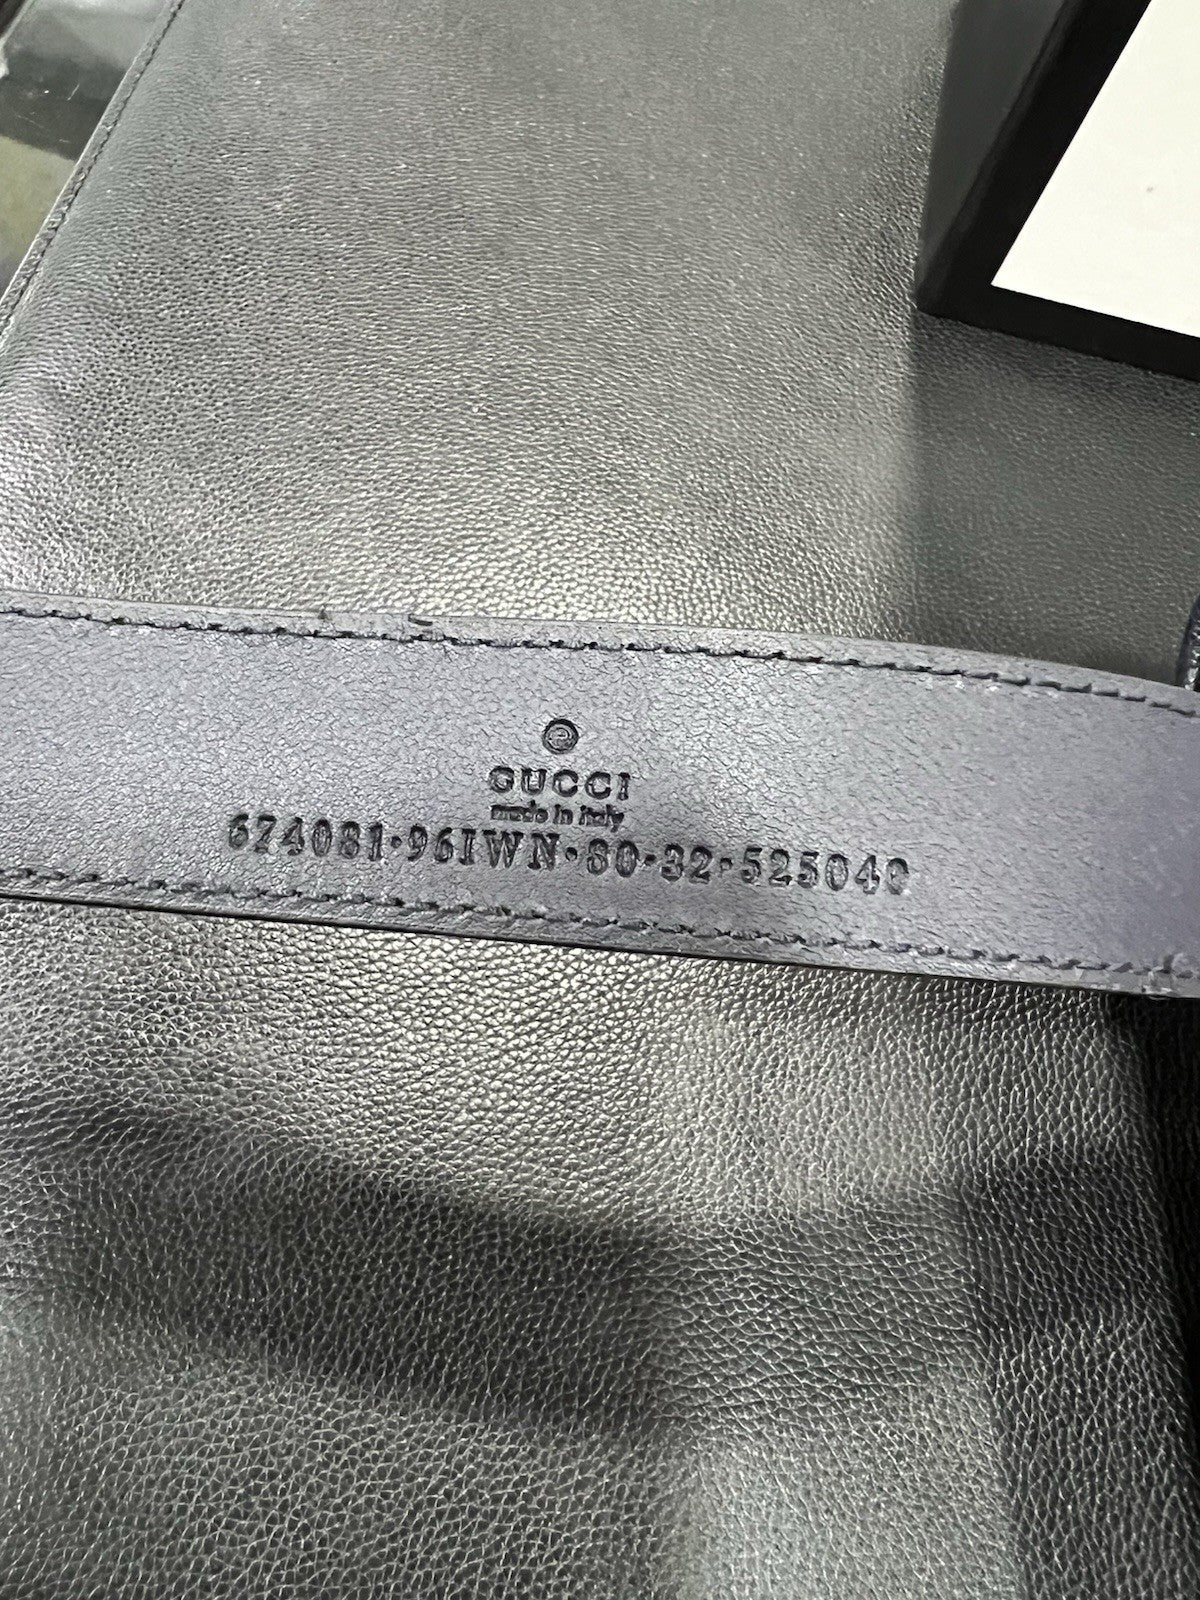 e
GUCCI
made in italy
674081·96IWN·80·32·525040